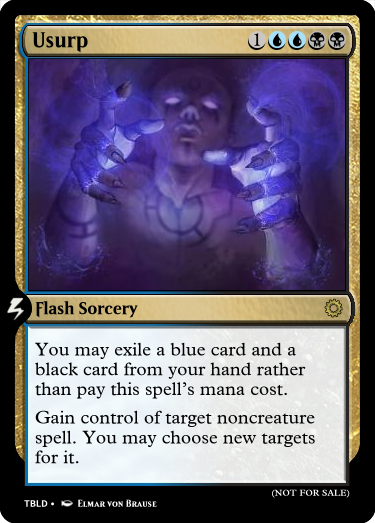 Usurp 1
Flash Sorcery
You may exile a blue card and a
black card from your hand rather
than pay this spell's mana cost.
Gain control of target noncreature
spell. You may choose new targets
for it.
(NOT FOR SALE)
TBLD • Elmar von Brause